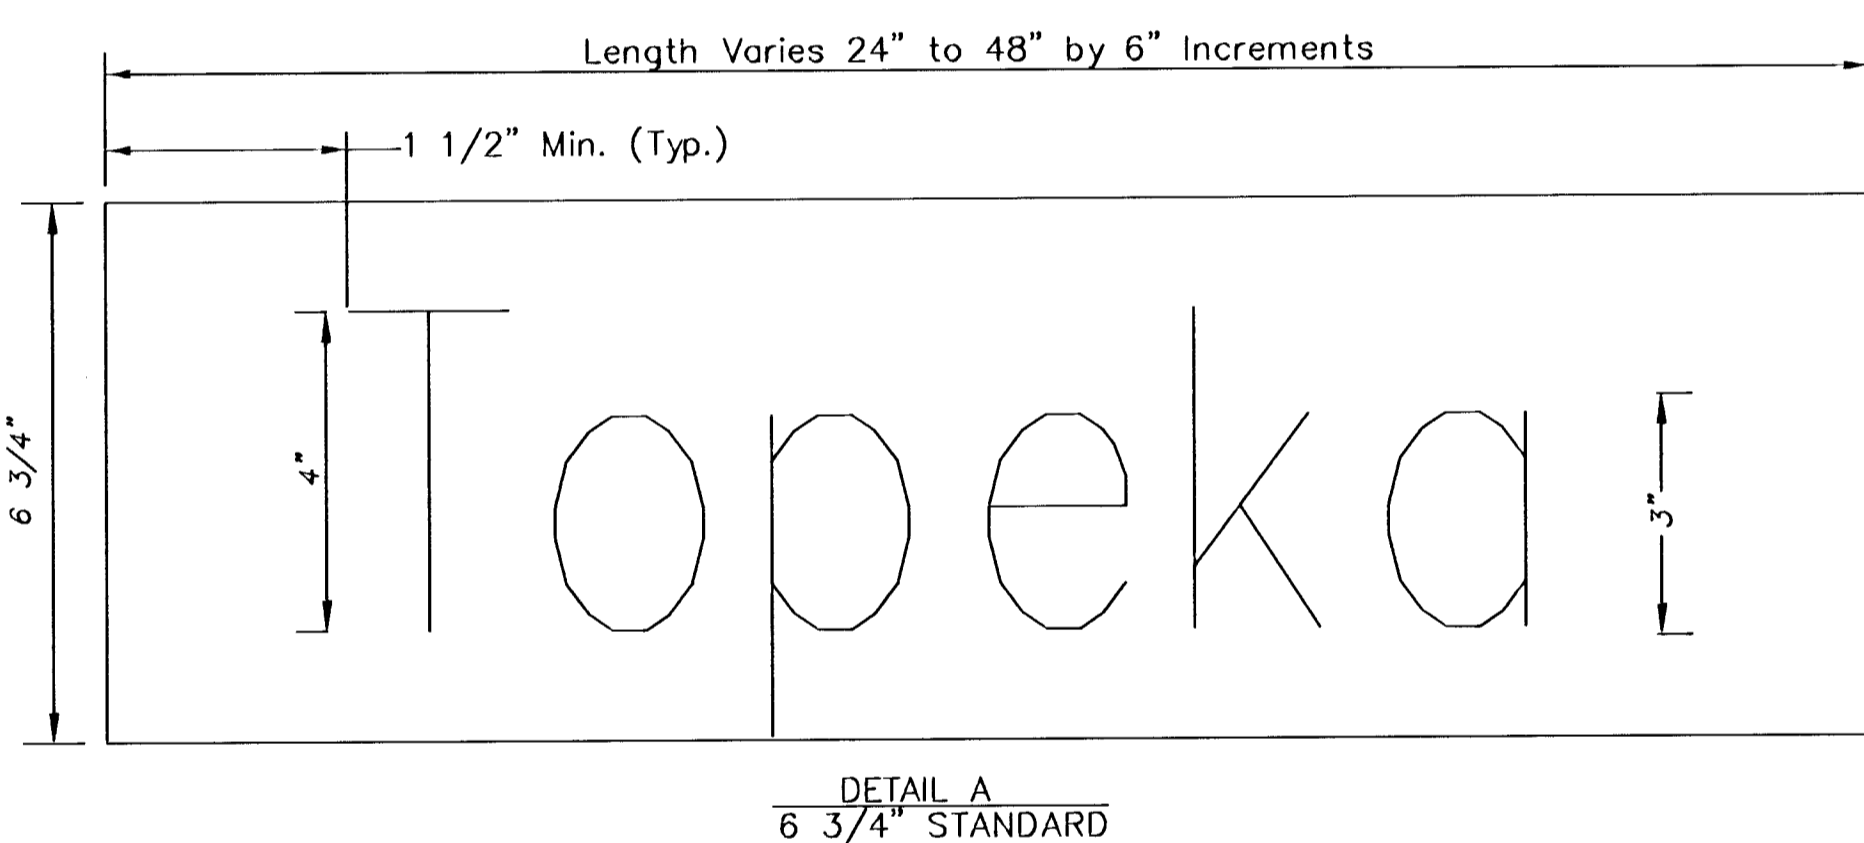 Length Varies 24" to 48" by 6" Increments
1 1/2" Min. (Typ.)
6 3/4"
4"
Topeka
3"
DETAIL A
6 3/4" STANDARD